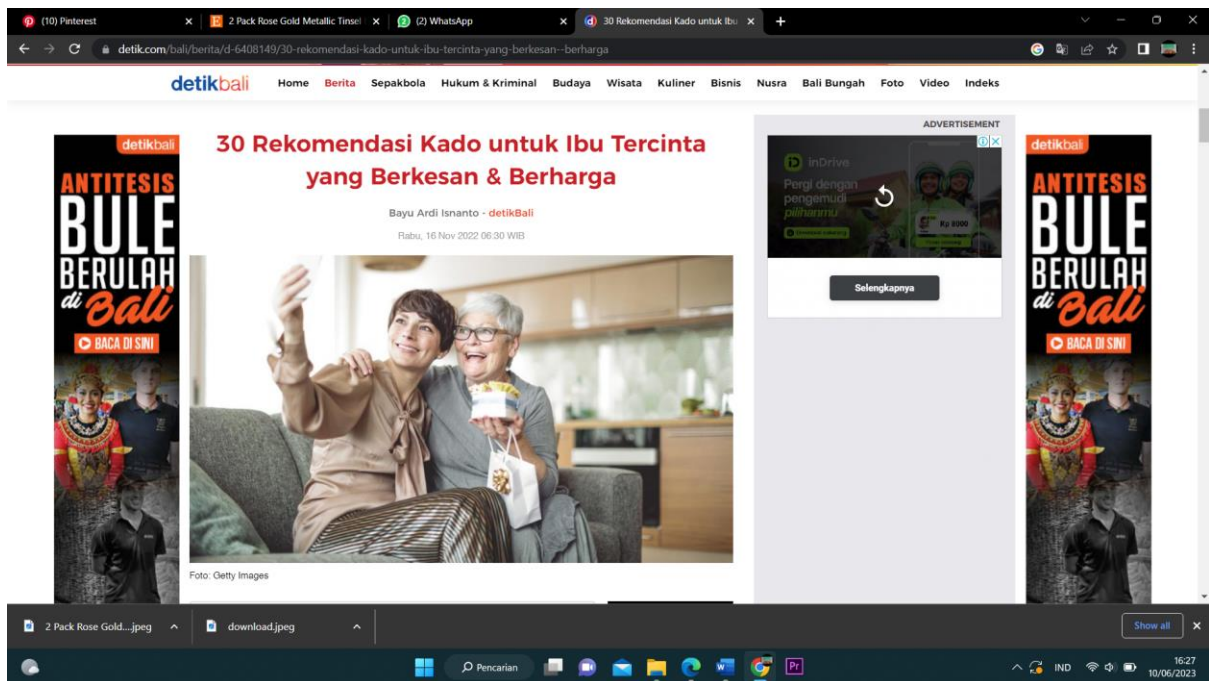 (10) Pinterest
2 Pack Rose Gold Metallic Tinsel
(2) WhatsApp
30 Rekomendasi Kado untuk Ibu
detik.com/bali/berita/d-6408149/30-rekomendasi-kado-untuk-ibu-tercinta-yang-berkesan--berharga
detikbali Home Berita Sepakbola Hukum & Kriminal Budaya Wisata Kuliner Bisnis Nusra Bali Bungah Foto Video Indeks
detikbali
ANTITESIS
BULE
BERULAH
di Bali
BACA DI SINI
30 Rekomendasi Kado untuk Ibu Tercinta
yang Berkesan & Berharga
Bayu Ardi Isnanto - detikBali
Rabu, 16 Nov 2022 06:30 WIB
Foto: Getty Images
ADVERTISEMENT
inDrive
Pergi dengan
pengemudi
pilihanmu
Rp 8000
Selengkapnya
detikbali
ANTITESIS
BULE
BERULAH
di Bali
BACA DI SINI
2 Pack Rose Gold....jpeg
download.jpeg
Show all
Pencarian
Pr
IND
16:27
10/06/2023